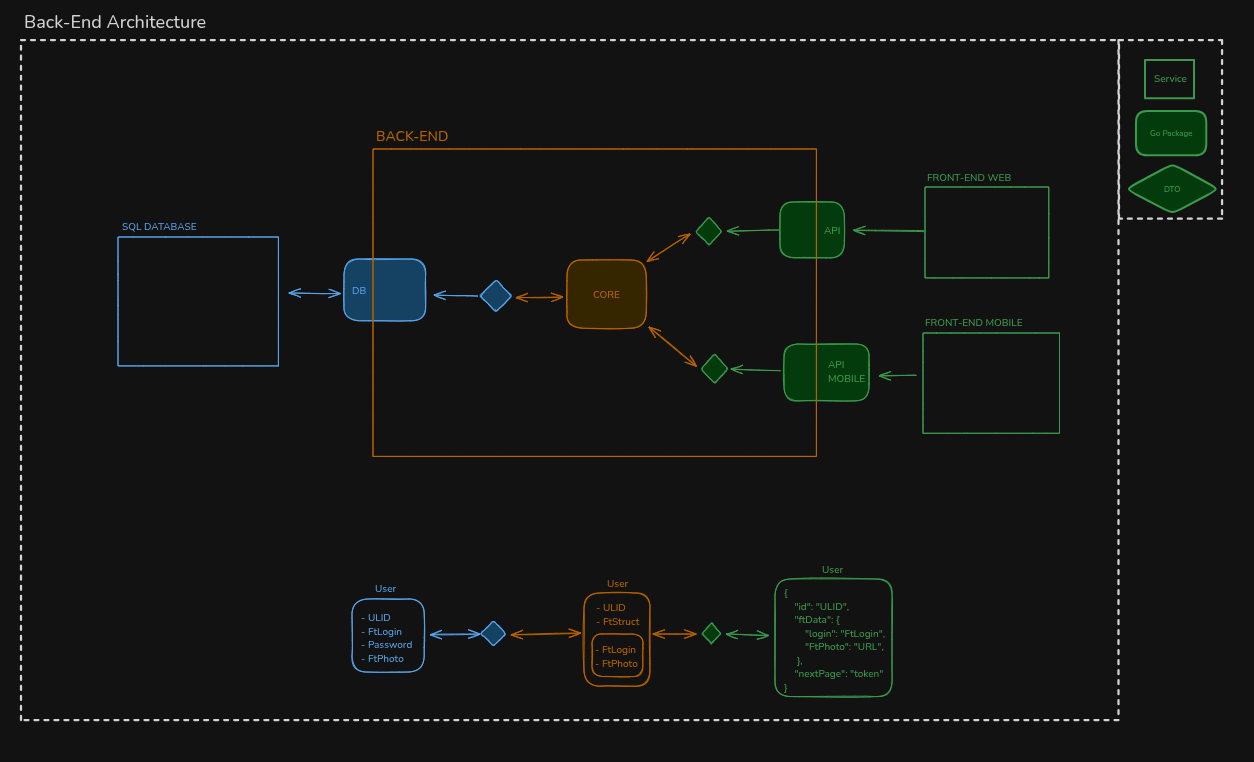 Back-End Architecture
Service
Go Package
DTO
BACK-END
FRONT-END WEB
SQL DATABASE
API
DB
CORE
FRONT-END MOBILE
API
MOBILE
User
- ULID
- FtLogin
- Password
- FtPhoto
User
- ULID
- FtStruct
- FtLogin
- FtPhoto
User
{
"id": "ULID",
"ftData": {
"login": "FtLogin",
"FtPhoto": "URL",
},
"nextPage": "token"
}